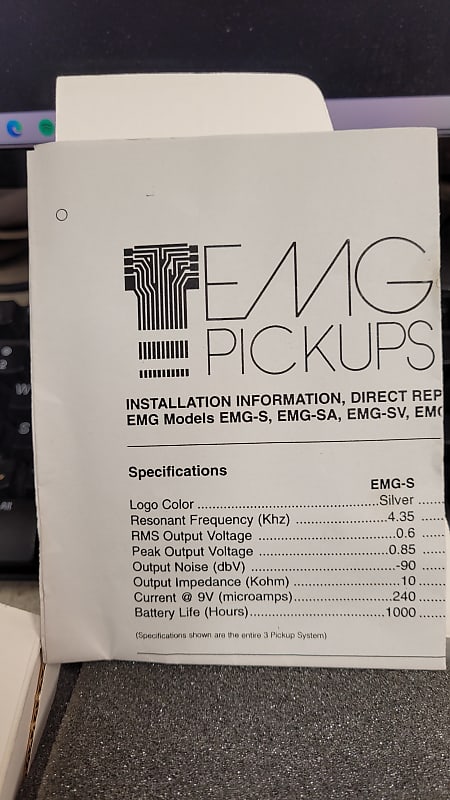 EMG
PICKUPS
INSTALLATION INFORMATION, DIRECT REP
EMG Models EMG-S, EMG-SA, EMG-SV, EMG
Specifications
EMG-S
Logo Color ................................Silver ......
Resonant Frequency (Khz) .................4.35 ......
RMS Output Voltage ........................0.6 ......
Peak Output Voltage .......................0.85 ......
Output Noise (dbV) .........................-90 ......
Output Impedance (Kohm) ...................10 ......
Current @ 9V (microamps)..................240 ......
Battery Life (Hours)........................1000......
(Specifications shown are the entire 3 Pickup System)
W
S